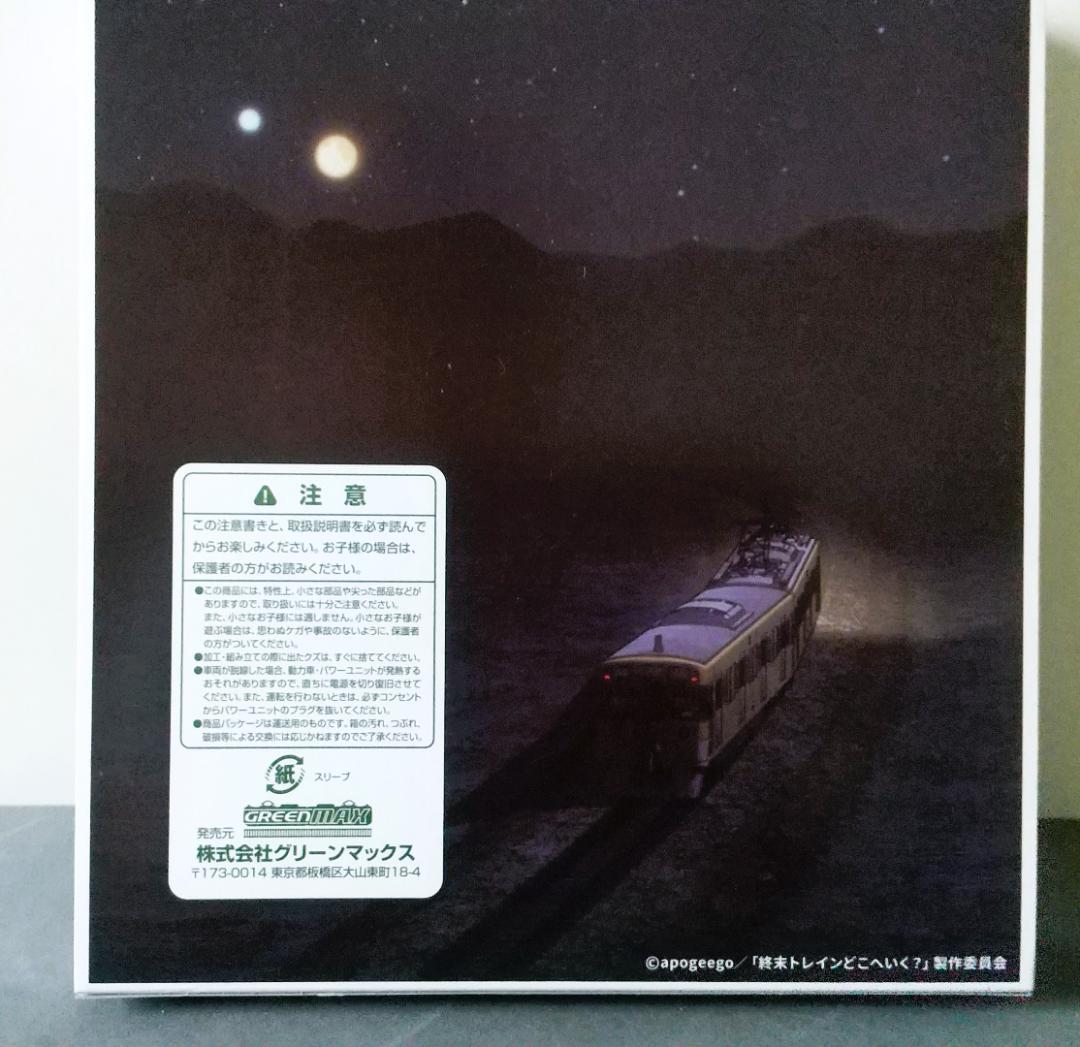 注 意
この注意書きと、取扱説明書を必ず読んで
からお楽しみください。お子様の場合は、
保護者の方がお読みください。
●この商品には、特性上、小さな部品や尖った部品などが
ありますので、取り扱いには十分ご注意ください。
また、小さなお子様には適しません。小さなお子様が
遊ぶ場合は、思わぬケガや事故のないように、保護者
の方がついてください。
●加工・組み立ての際に出たクズは、すぐに捨ててください。
●車両が脱線した場合、動力車・パワーユニットが発熱する
おそれがありますので、直ちに電源を切り復旧させて
ください。また、運転を行わないときは、必ずコンセント
からパワーユニットのプラグを抜いてください。
●商品パッケージは運送用のものです。箱の汚れ、つぶれ、
破損等による交換には応じかねますのでご了承ください。
紙 スリーブ
GREENMAX
発売元
株式会社グリーンマックス
〒173-0014 東京都板橋区大山東町18-4
©apogeego／「終末トレインどこへいく？」製作委員会